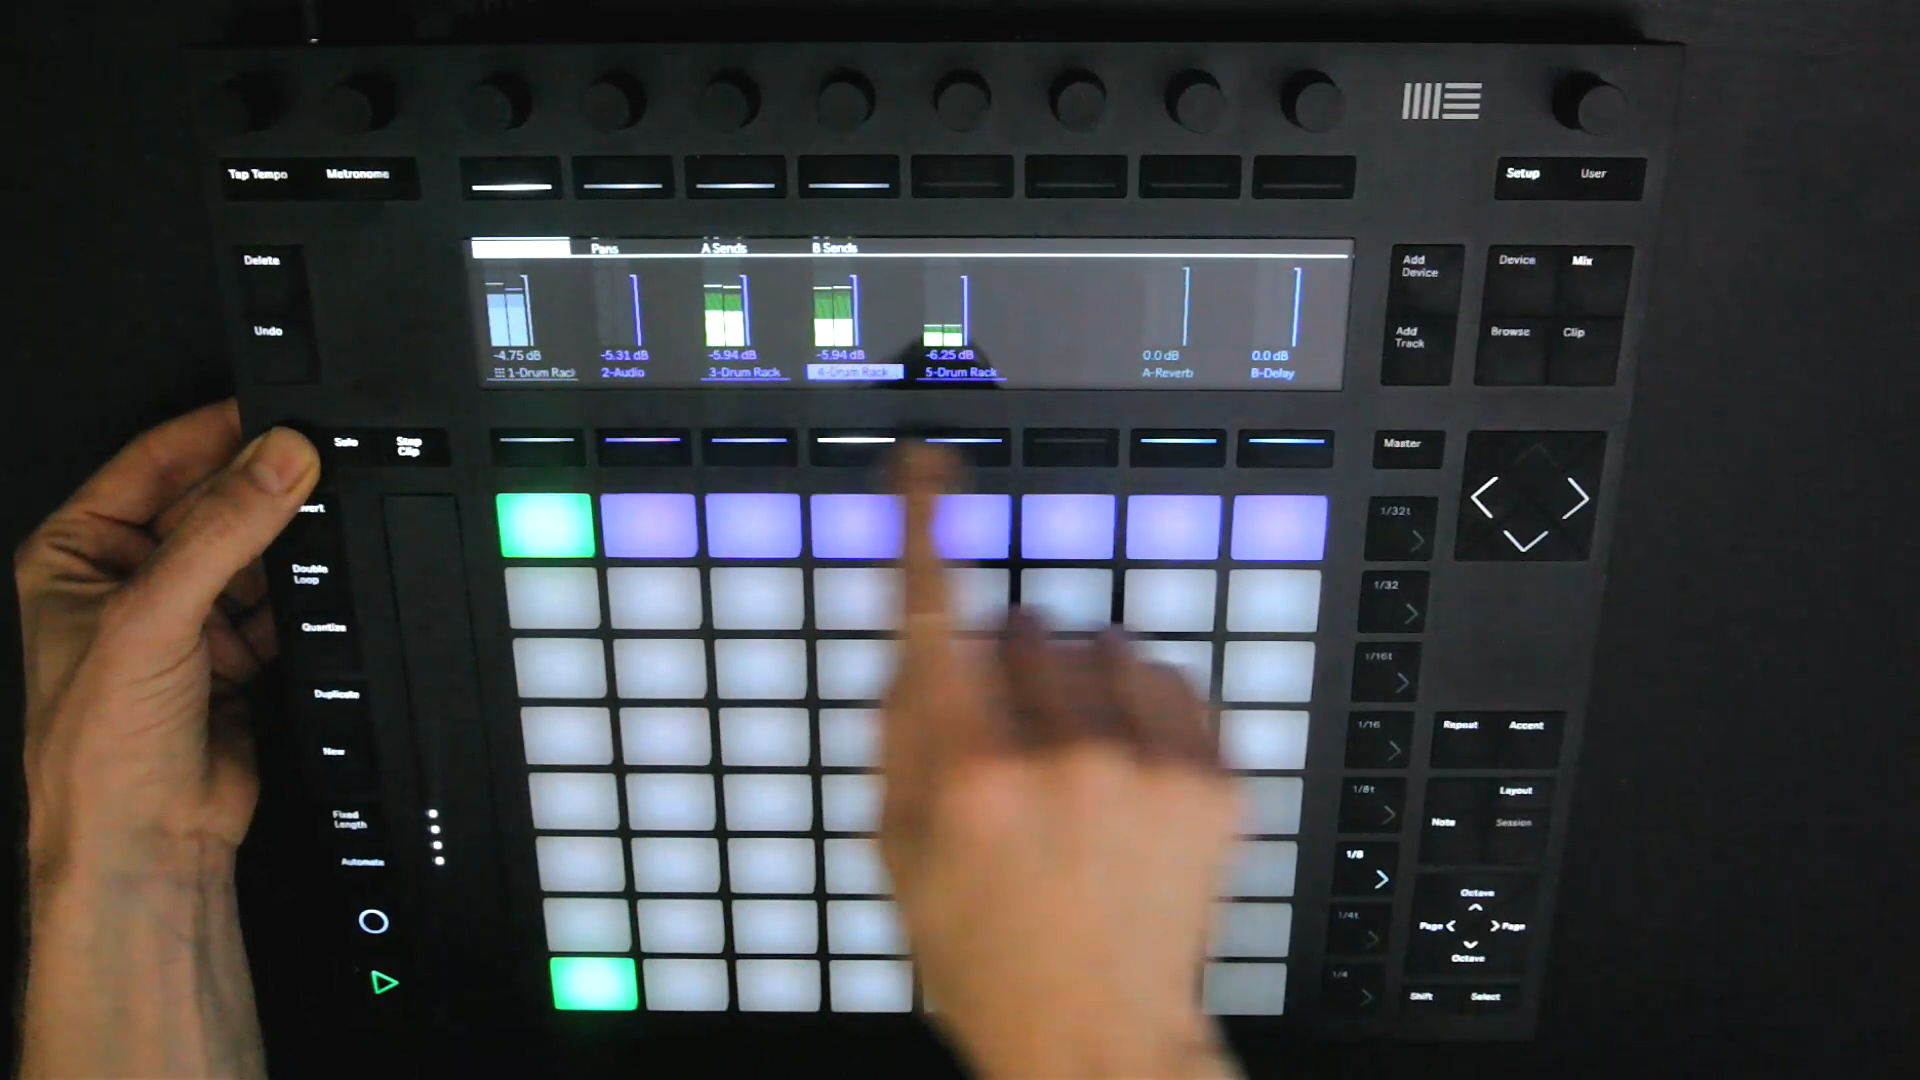 Tap Tempo Metronome
Setup User
Delete
Undo
Pans A Sends B Sends
-4.75 dB -5.31 dB -5.94 dB -5.94 dB -6.25 dB 0.0 dB 0.0 dB
1-Drum Rack 2-Audio 3-Drum Rack 4-Drum Rack 5-Drum Rack A-Reverb B-Delay
Add
Device
Add
Track
Device Mix
Browse Clip
Solo Stop
Clip
Master
Double
Loop
Quantize
Duplicate
New
Fixed
Length
Automate
1/32t
1/32
1/16t
1/16
1/8t
1/8
1/4t
1/4
Repeat Accent
Layout
Note Session
Octave
Page Page
Octave
Shift Select